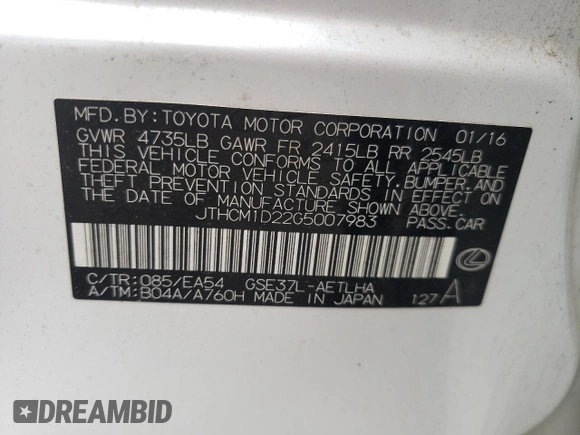 MFD. BY: TOYOTA MOTOR CORPORATION 01/16
GVWR 4735LB GAWR FR 2415LB RR 2545LB
THIS VEHICLE CONFORMS TO ALL APPLICABLE
FEDERAL MOTOR VEHICLE SAFETY, BUMPER, AND
THEFT PREVENTION STANDARDS IN EFFECT ON
THE DATE OF MANUFACTURE SHOWN ABOVE.
JTHCM1D22G5007983 PASS. CAR
C/TR: 085/EA54 GSE37L-AETLHA
A/TM: B04A/A760H MADE IN JAPAN 127 A
DREAMBID